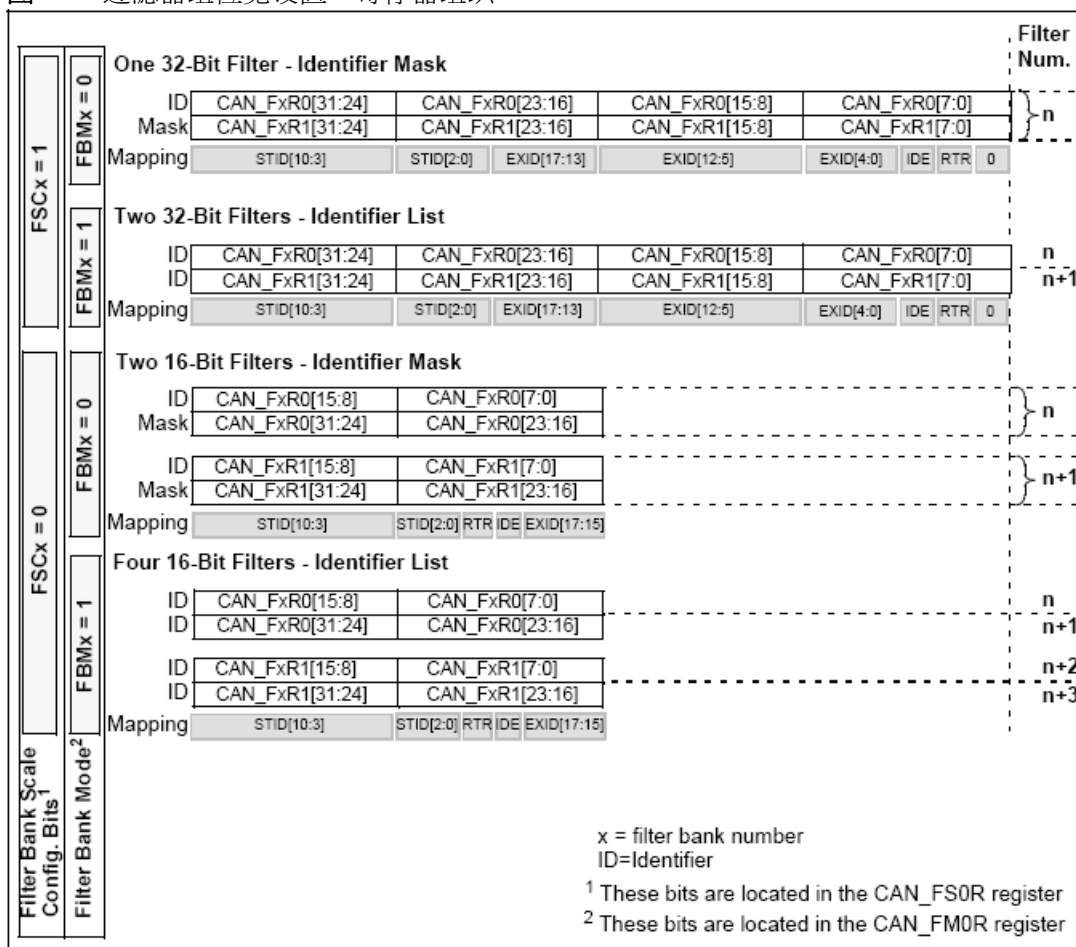 Filter
Num.
One 32-Bit Filter - Identifier Mask
ID CAN_FxR0[31:24] CAN_FxR0[23:16] CAN_FxR0[15:8] CAN_FxR0[7:0]
n
Mask CAN_FxR1[31:24] CAN_FxR1[23:16] CAN_FxR1[15:8] CAN_FxR1[7:0]
Mapping STID[10:3] STID[2:0] EXID[17:13] EXID[12:5] EXID[4:0] IDE RTR 0
Two 32-Bit Filters - Identifier List
ID CAN_FxR0[31:24] CAN_FxR0[23:16] CAN_FxR0[15:8] CAN_FxR0[7:0] n
ID CAN_FxR1[31:24] CAN_FxR1[23:16] CAN_FxR1[15:8] CAN_FxR1[7:0] n+1
Mapping STID[10:3] STID[2:0] EXID[17:13] EXID[12:5] EXID[4:0] IDE RTR 0
Two 16-Bit Filters - Identifier Mask
ID CAN_FxR0[15:8] CAN_FxR0[7:0]
n
Mask CAN_FxR0[31:24] CAN_FxR0[23:16]
ID CAN_FxR1[15:8] CAN_FxR1[7:0]
n+1
Mask CAN_FxR1[31:24] CAN_FxR1[23:16]
Mapping STID[10:3] STID[2:0] RTR IDE EXID[17:15]
Four 16-Bit Filters - Identifier List
ID CAN_FxR0[15:8] CAN_FxR0[7:0] n
ID CAN_FxR0[31:24] CAN_FxR0[23:16] n+1
ID CAN_FxR1[15:8] CAN_FxR1[7:0] n+2
ID CAN_FxR1[31:24] CAN_FxR1[23:16] n+3
Mapping STID[10:3] STID[2:0] RTR IDE EXID[17:15]
FSCx = 1
FBMx = 0
FBMx = 1
FSCx = 0
FBMx = 0
FBMx = 1
Filter Bank Scale
Config. Bits1
Filter Bank Mode2
x = filter bank number
ID=Identifier
1 These bits are located in the CAN_FS0R register
2 These bits are located in the CAN_FM0R register